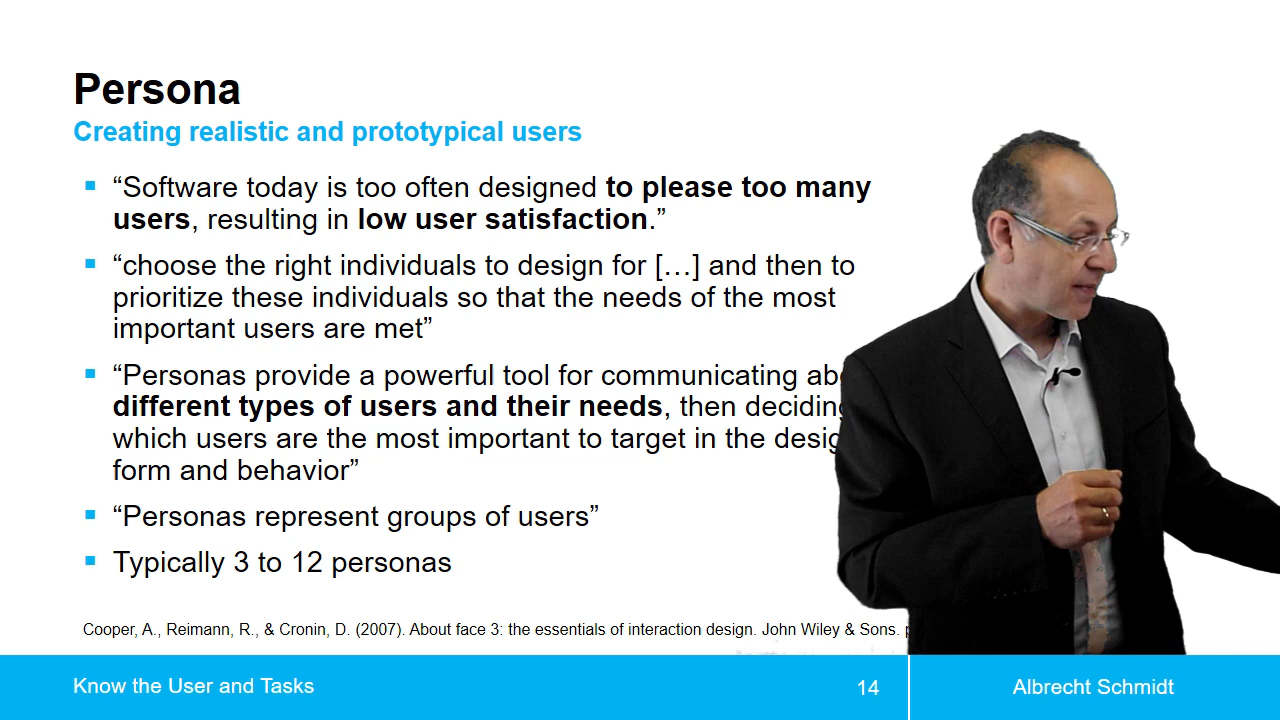 Persona
Creating realistic and prototypical users
“Software today is too often designed to please too many
users, resulting in low user satisfaction.”
“choose the right individuals to design for […] and then to
prioritize these individuals so that the needs of the most
important users are met”
“Personas provide a powerful tool for communicating
different types of users and their needs, then deciding
which users are the most important to target in the
form and behavior”
“Personas represent groups of users”
Typically 3 to 12 personas
Cooper, A., Reimann, R., & Cronin, D. (2007). About face 3: the essentials of interaction design. John Wiley & Sons.
Know the User and Tasks
14
Albrecht Schmidt